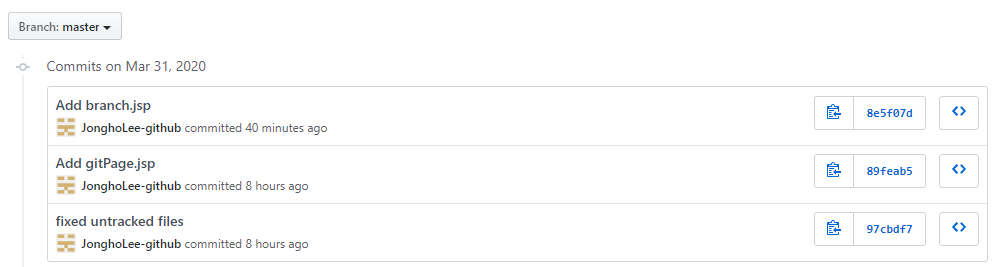 Branch: master
Commits on Mar 31, 2020
Add branch.jsp
JonghoLee-github committed 40 minutes ago
8e5f07d
Add gitPage.jsp
JonghoLee-github committed 8 hours ago
89feab5
fixed untracked files
JonghoLee-github committed 8 hours ago
97cbdf7